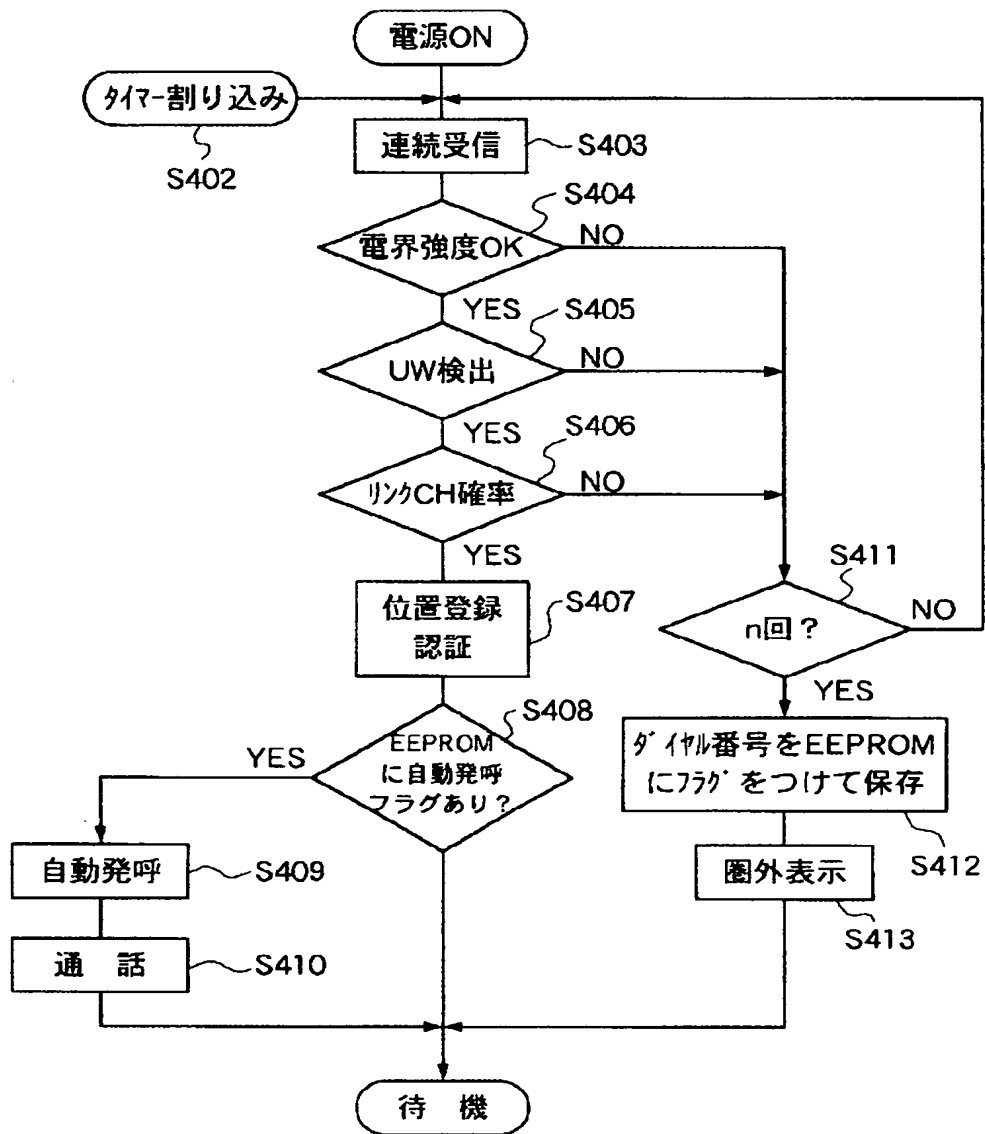 電源ON
タイマー割り込み
S402
連続受信
S403
S404
電界強度OK
NO
YES
S405
UW検出
NO
YES
S406
リンクCH確率
NO
YES
S407
位置登録
認証
S411
n回?
NO
YES
S408
EEPROM
に自動発呼
フラグあり?
YES
ダイヤル番号をEEPROM
にフラグをつけて保存
S412
自動発呼
S409
圏外表示
S413
通 話
S410
待 機